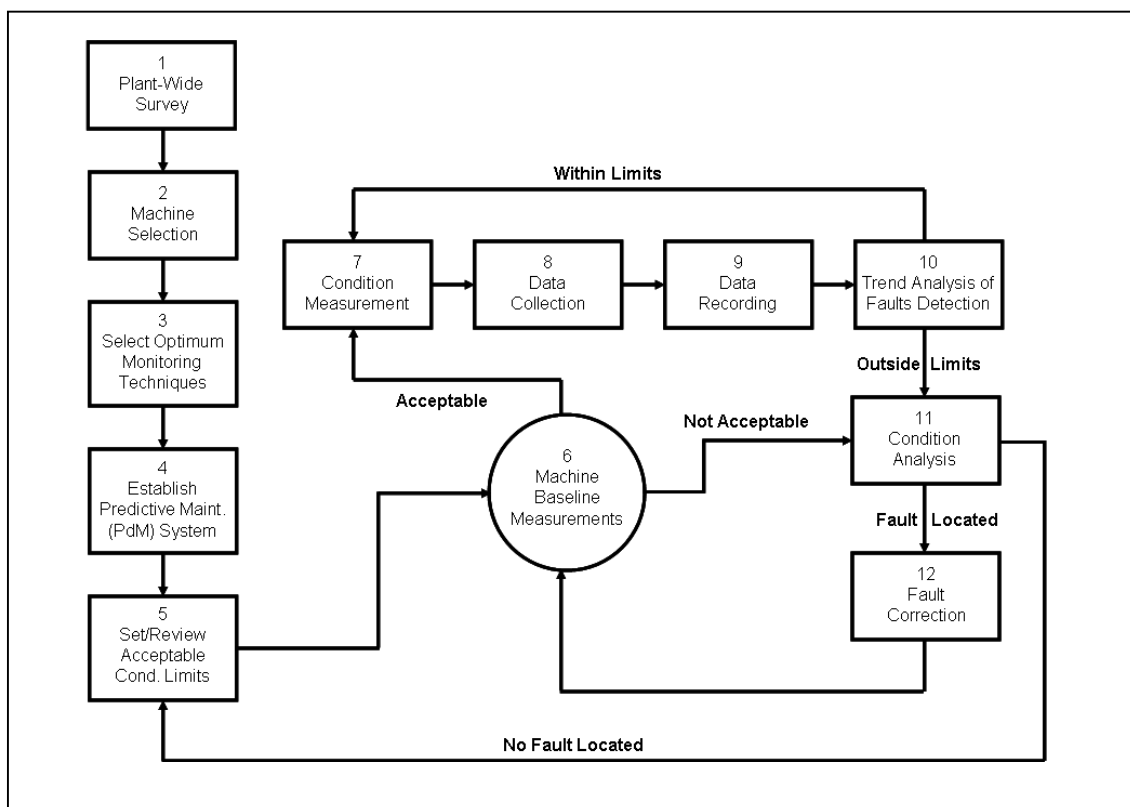 1
Plant-Wide
Survey
2
Machine
Selection
3
Select Optimum
Monitoring
Techniques
4
Establish
Predictive Maint.
(PdM) System
5
Set/Review
Acceptable
Cond. Limits
6
Machine
Baseline
Measurements
Acceptable
Not Acceptable
7
Condition
Measurement
8
Data
Collection
9
Data
Recording
10
Trend Analysis of
Faults Detection
Within Limits
Outside Limits
11
Condition
Analysis
Fault Located
12
Fault
Correction
No Fault Located